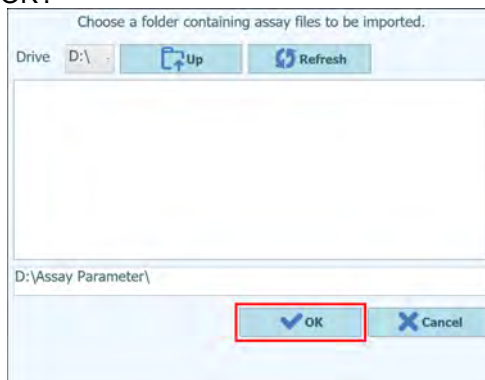 Choose a folder containing assay files to be imported.
Drive D:\ Up Refresh
D:\Assay Parameter\
OK Cancel